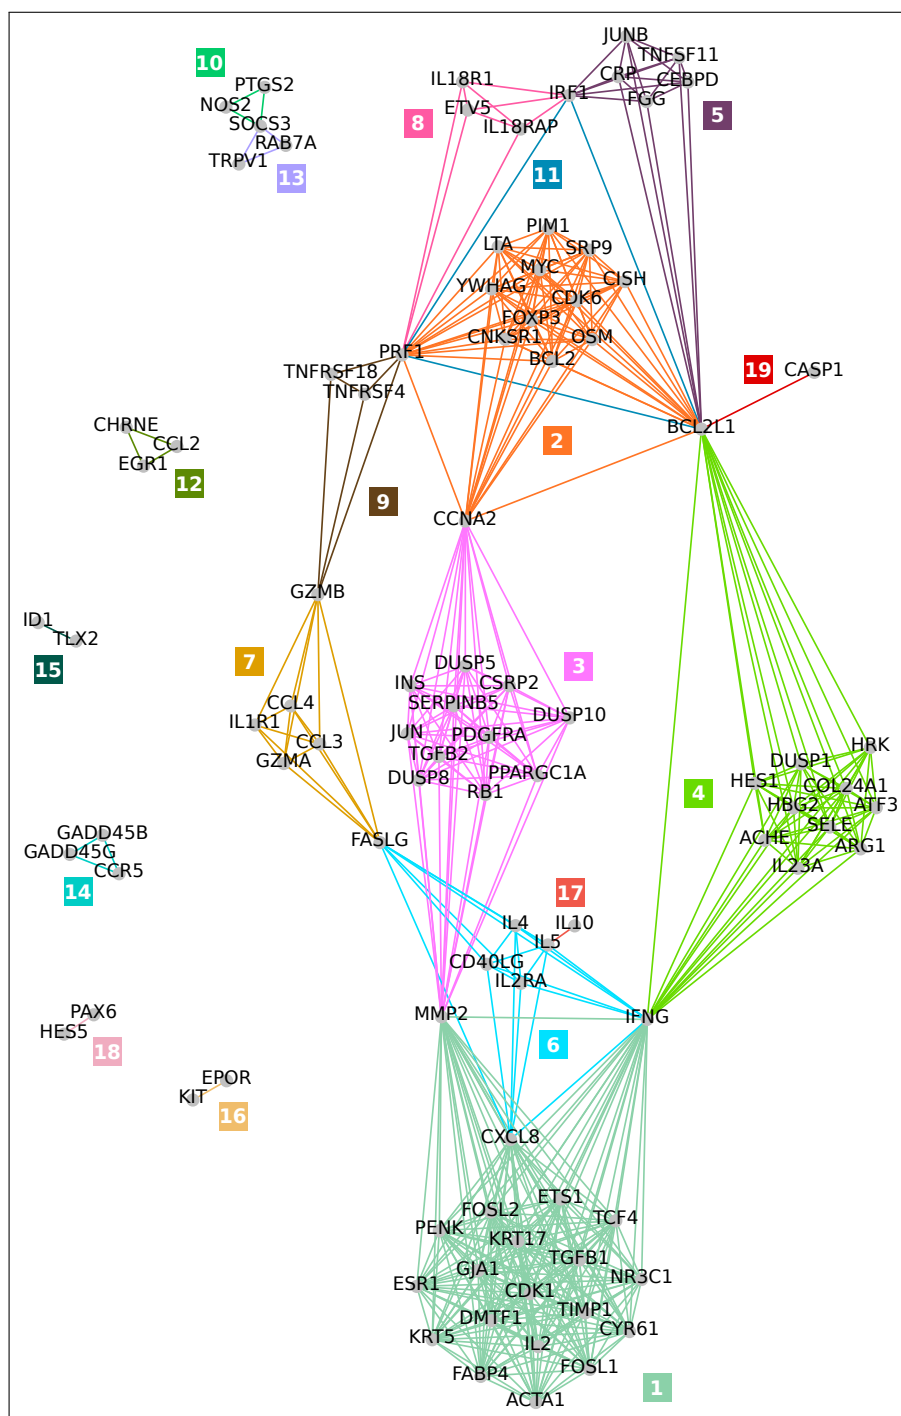 JUNB
TNFSF11
10
PTGS2
IL18R1
CRP
CEBPD
NOS2
ETV5
IRF1
FGG
SOCS3
8
IL18RAP
5
RAB7A
TRPV1
13
11
PIM1
LTA
SRP9
MYC
CISH
YWHAG
CDK6
FOXP3
CNKSR1
OSM
PRF1
BCL2
TNFRSF18
19
CASP1
TNFRSF4
CHRNE
BCL2L1
CCL2
2
EGR1
12
9
CCNA2
GZMB
ID1
TLX2
15
7
DUSP5
3
INS
CSRP2
CCL4
SERPINB5
IL1R1
DUSP10
JUN
PDGFRA
CCL3
TGFB2
HRK
GZMA
DUSP8
PPARGC1A
DUSP1
RB1
4
HES1
COL24A1
HBG2
ATF3
SELE
GADD45B
FASLG
ACHE
ARG1
GADD45G
CCR5
IL23A
14
17
IL4
IL10
IL5
CD40LG
IL2RA
PAX6
MMP2
IFNG
HES5
18
6
EPOR
KIT
16
CXCL8
ETS1
FOSL2
TCF4
PENK
KRT17
TGFB1
GJA1
NR3C1
ESR1
CDK1
TIMP1
DMTF1
CYR61
KRT5
IL2
FABP4
FOSL1
1
ACTA1